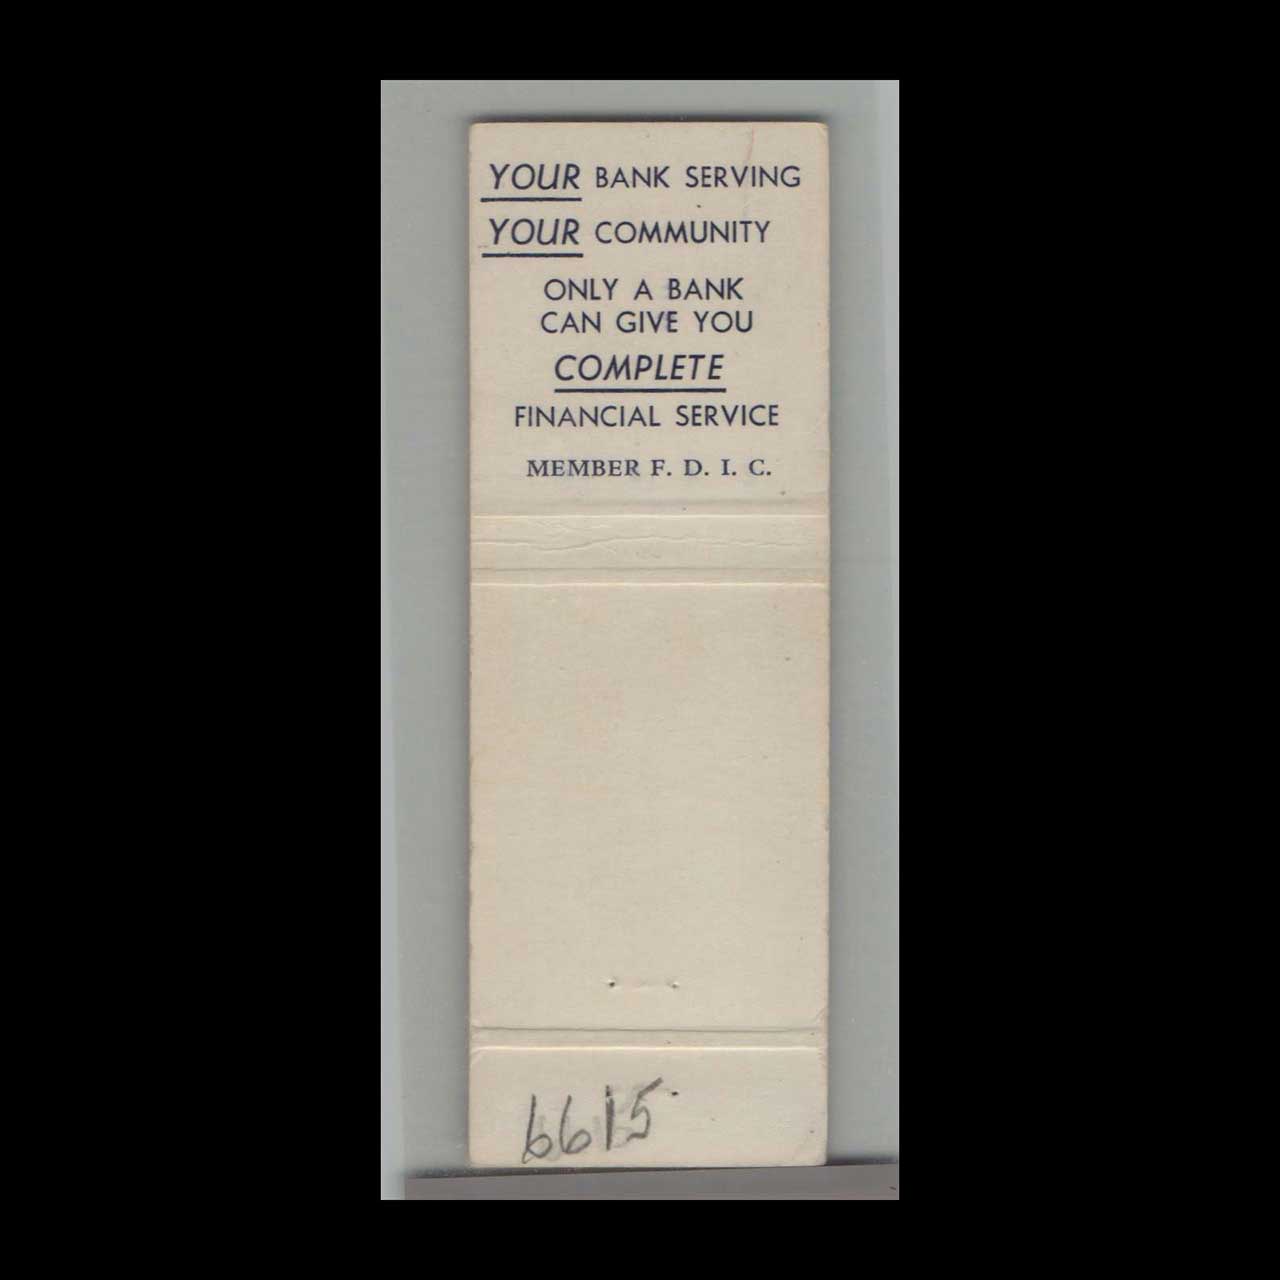 YOUR BANK SERVING
YOUR COMMUNITY
ONLY A BANK
CAN GIVE YOU
COMPLETE
FINANCIAL SERVICE
MEMBER F. D. I. C.
6615